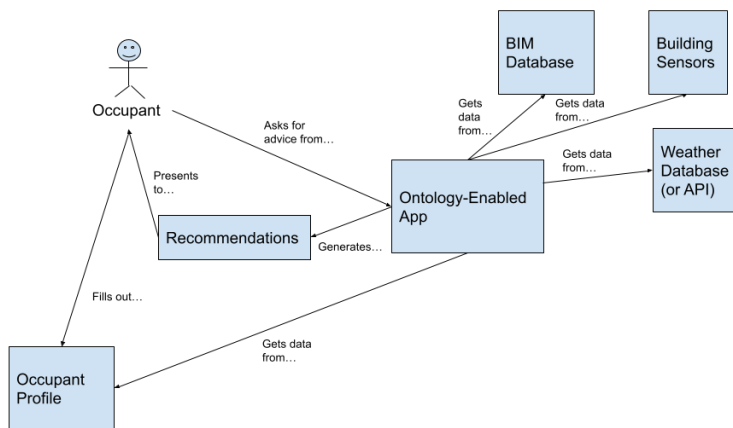 BIM
Database
Building
Sensors
Occupant
Gets
data
from…
Gets data
from…
Asks for
advice from…
Gets data
from…
Weather
Database
(or API)
Presents
to…
Ontology-Enabled
App
Recommendations
Generates…
Fills out…
Gets data
from…
Occupant
Profile